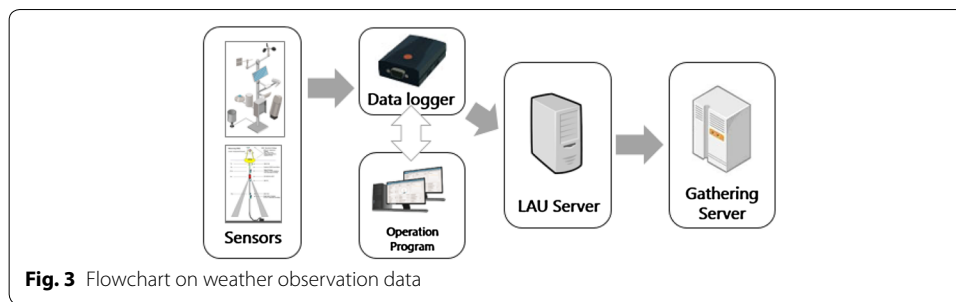 Sensors
Data logger
Operation
Program
LAU Server
Gathering
Server
Fig. 3 Flowchart on weather observation data